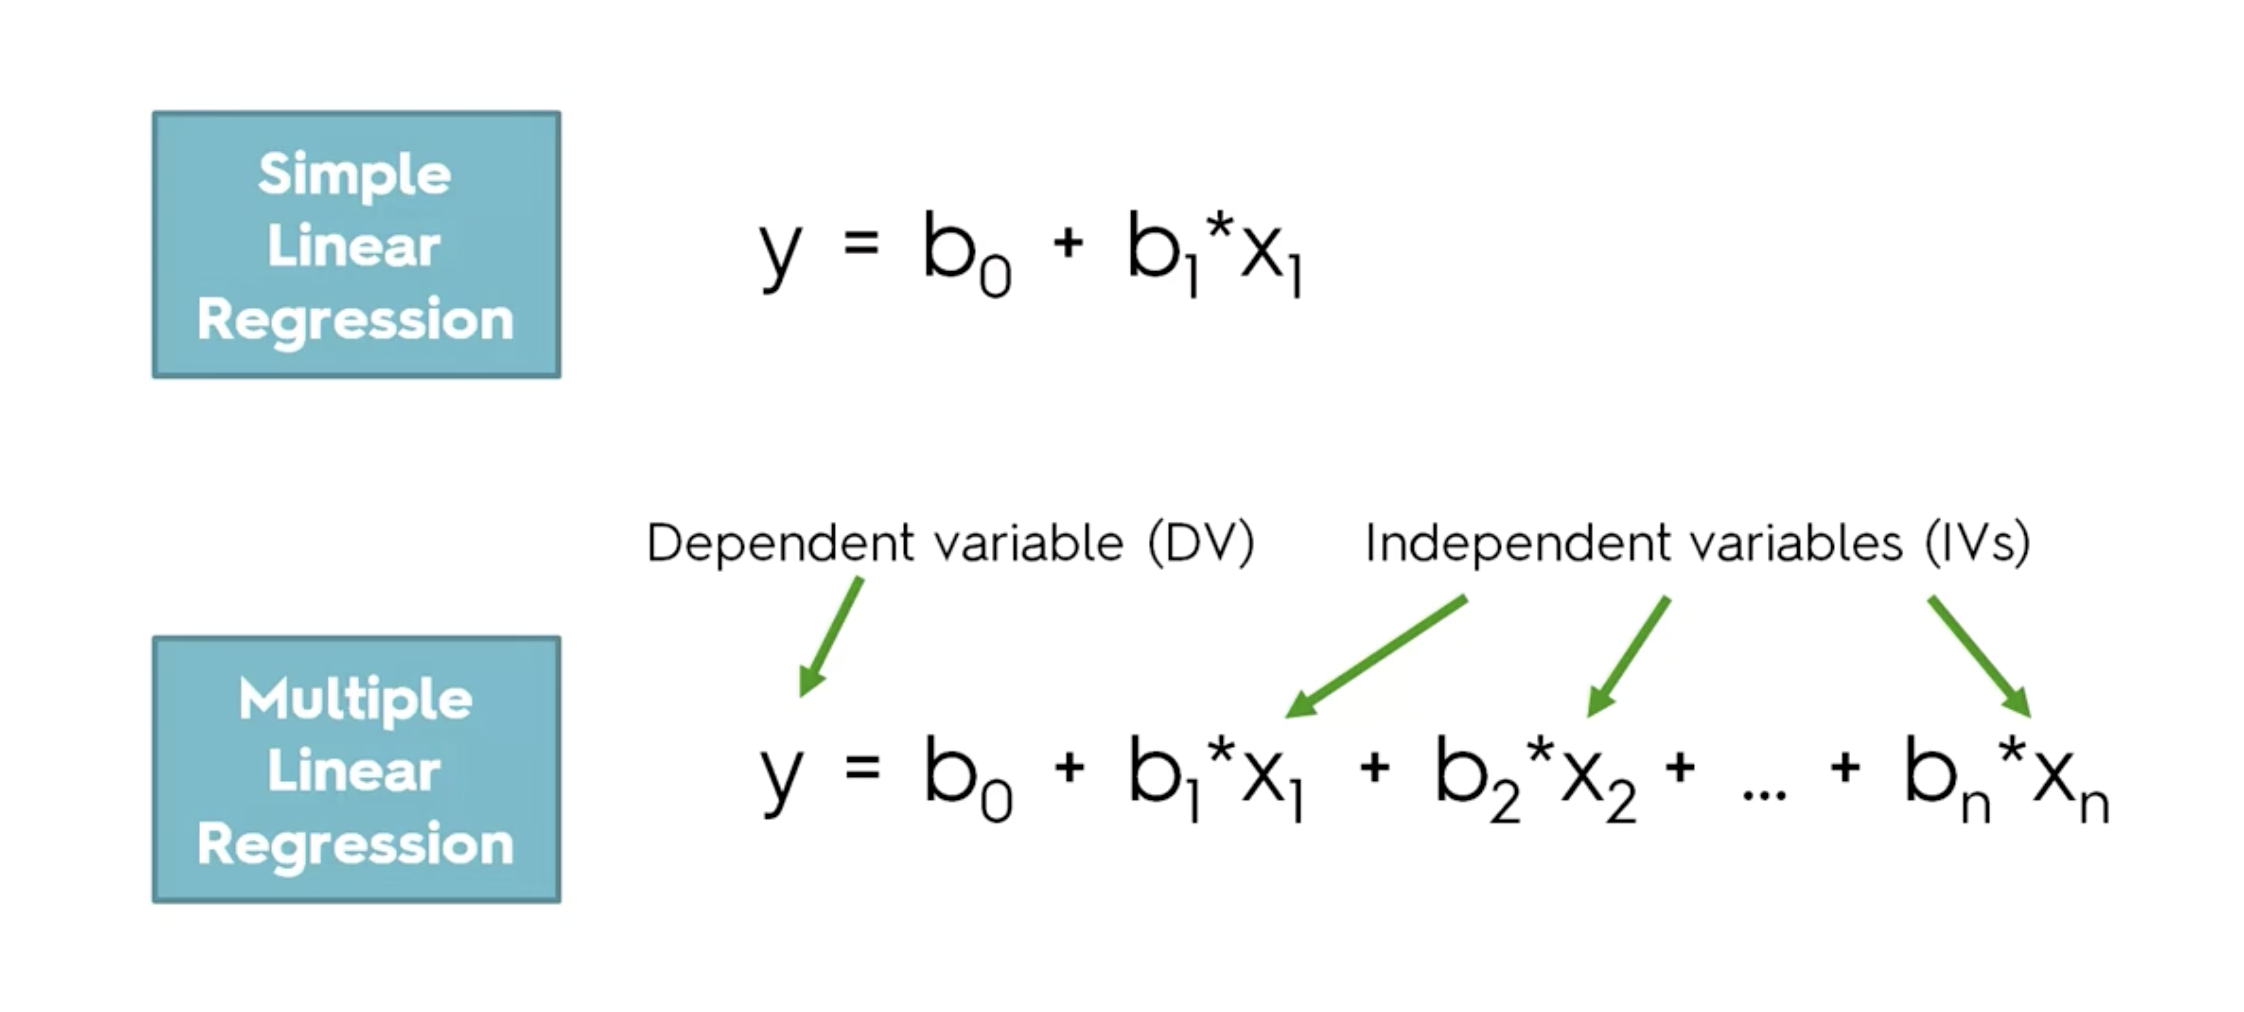 Simple
Linear
Regression
y = b₀ + b₁*x₁
Dependent variable (DV) Independent variables (IVs)
Multiple
Linear
Regression
y = b₀ + b₁*x₁ + b₂*x₂ + ... + bₙ*xₙ